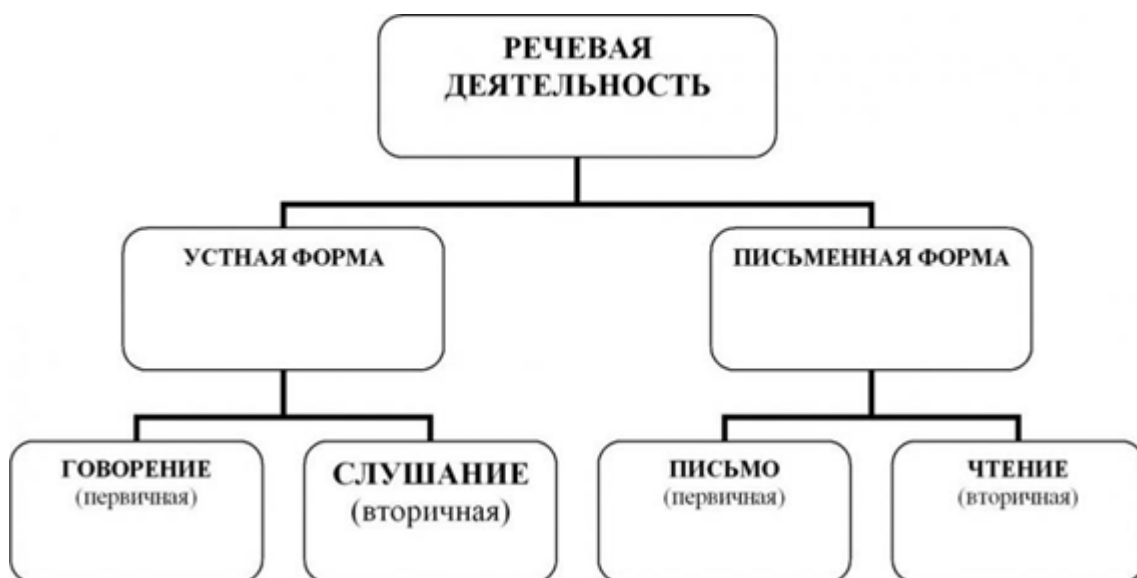 РЕЧЕВАЯ
ДЕЯТЕЛЬНОСТЬ
УСТНАЯ ФОРМА
ПИСЬМЕННАЯ ФОРМА
ГОВОРЕНИЕ
(первичная)
СЛУШАНИЕ
(вторичная)
ПИСЬМО
(первичная)
ЧТЕНИЕ
(вторичная)